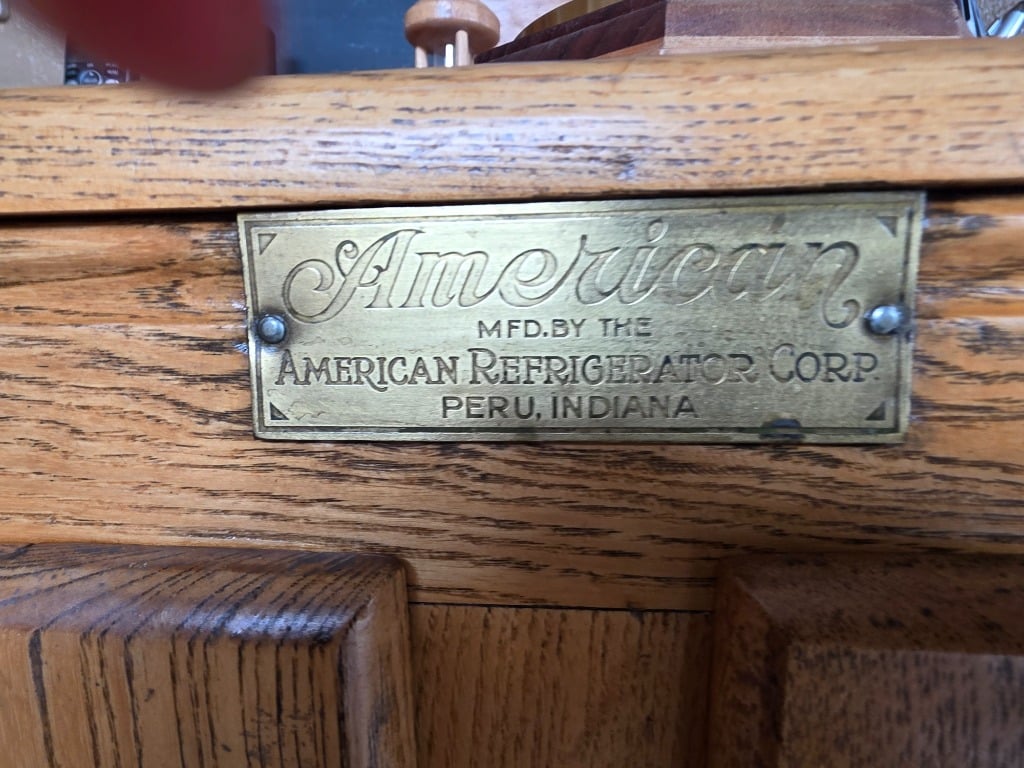 American
MFD.BY THE
AMERICAN REFRIGERATOR CORP.
PERU, INDIANA